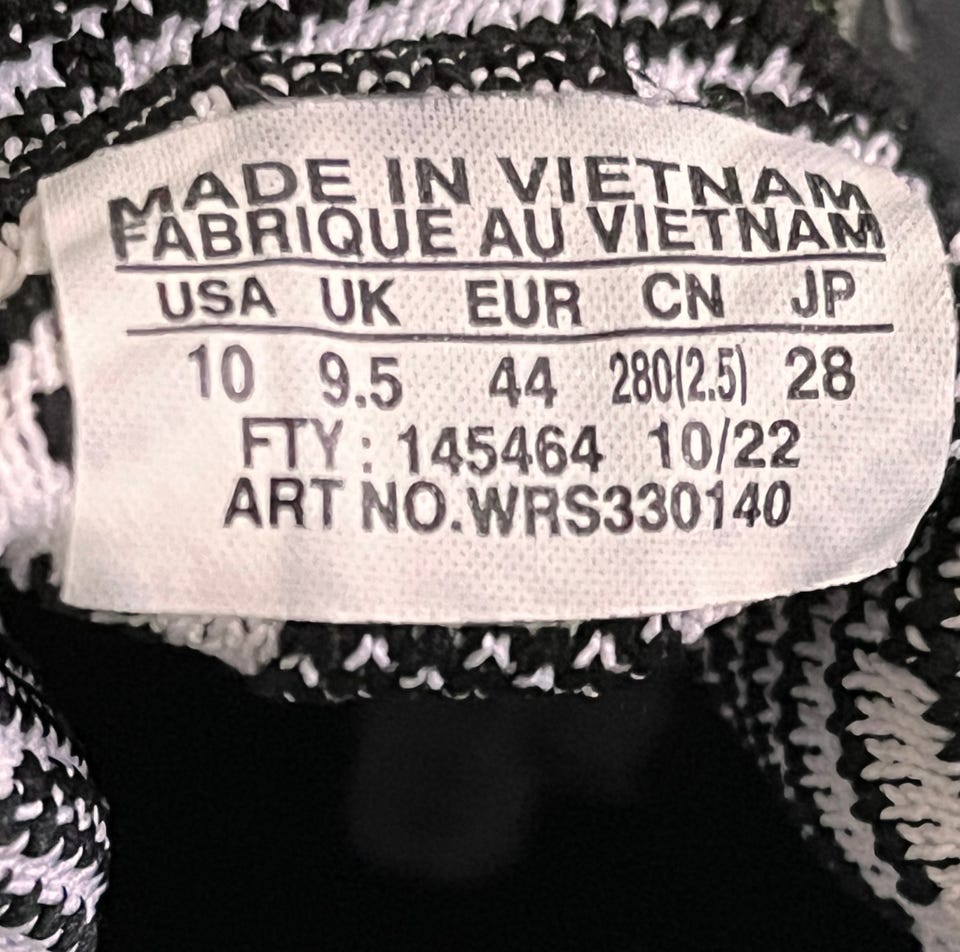 MADE IN VIETNAM
FABRIQUE AU VIETNAM
USA UK EUR CN JP
10 9.5 44 280(2.5) 28
FTY : 145464 10/22
ART NO.WRS330140